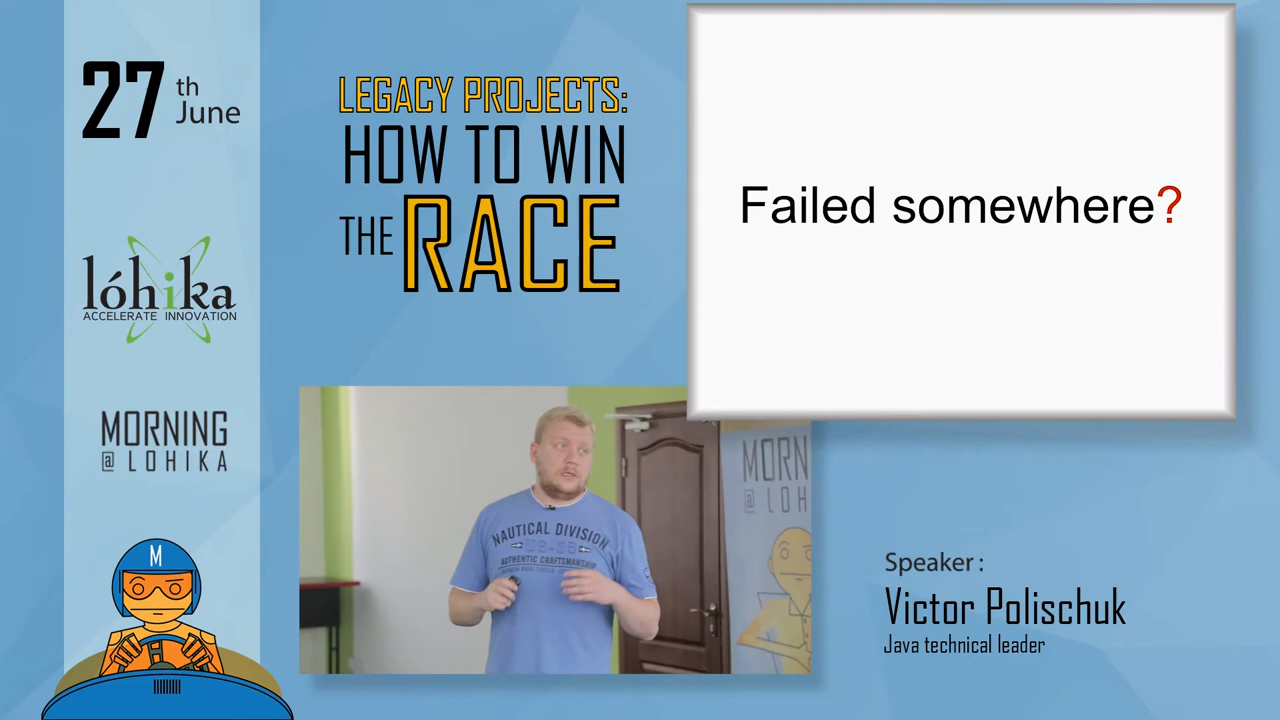 27
th
June
lóhika
ACCELERATE INNOVATION
MORNING
@ LOHIKA
M
LEGACY PROJECTS:
HOW TO WIN
THE RACE
Failed somewhere?
NAUTICAL DIVISION
AUTHENTIC CRAFTSMANSHIP
MORN
@ LOH
Speaker :
Victor Polischuk
Java technical leader